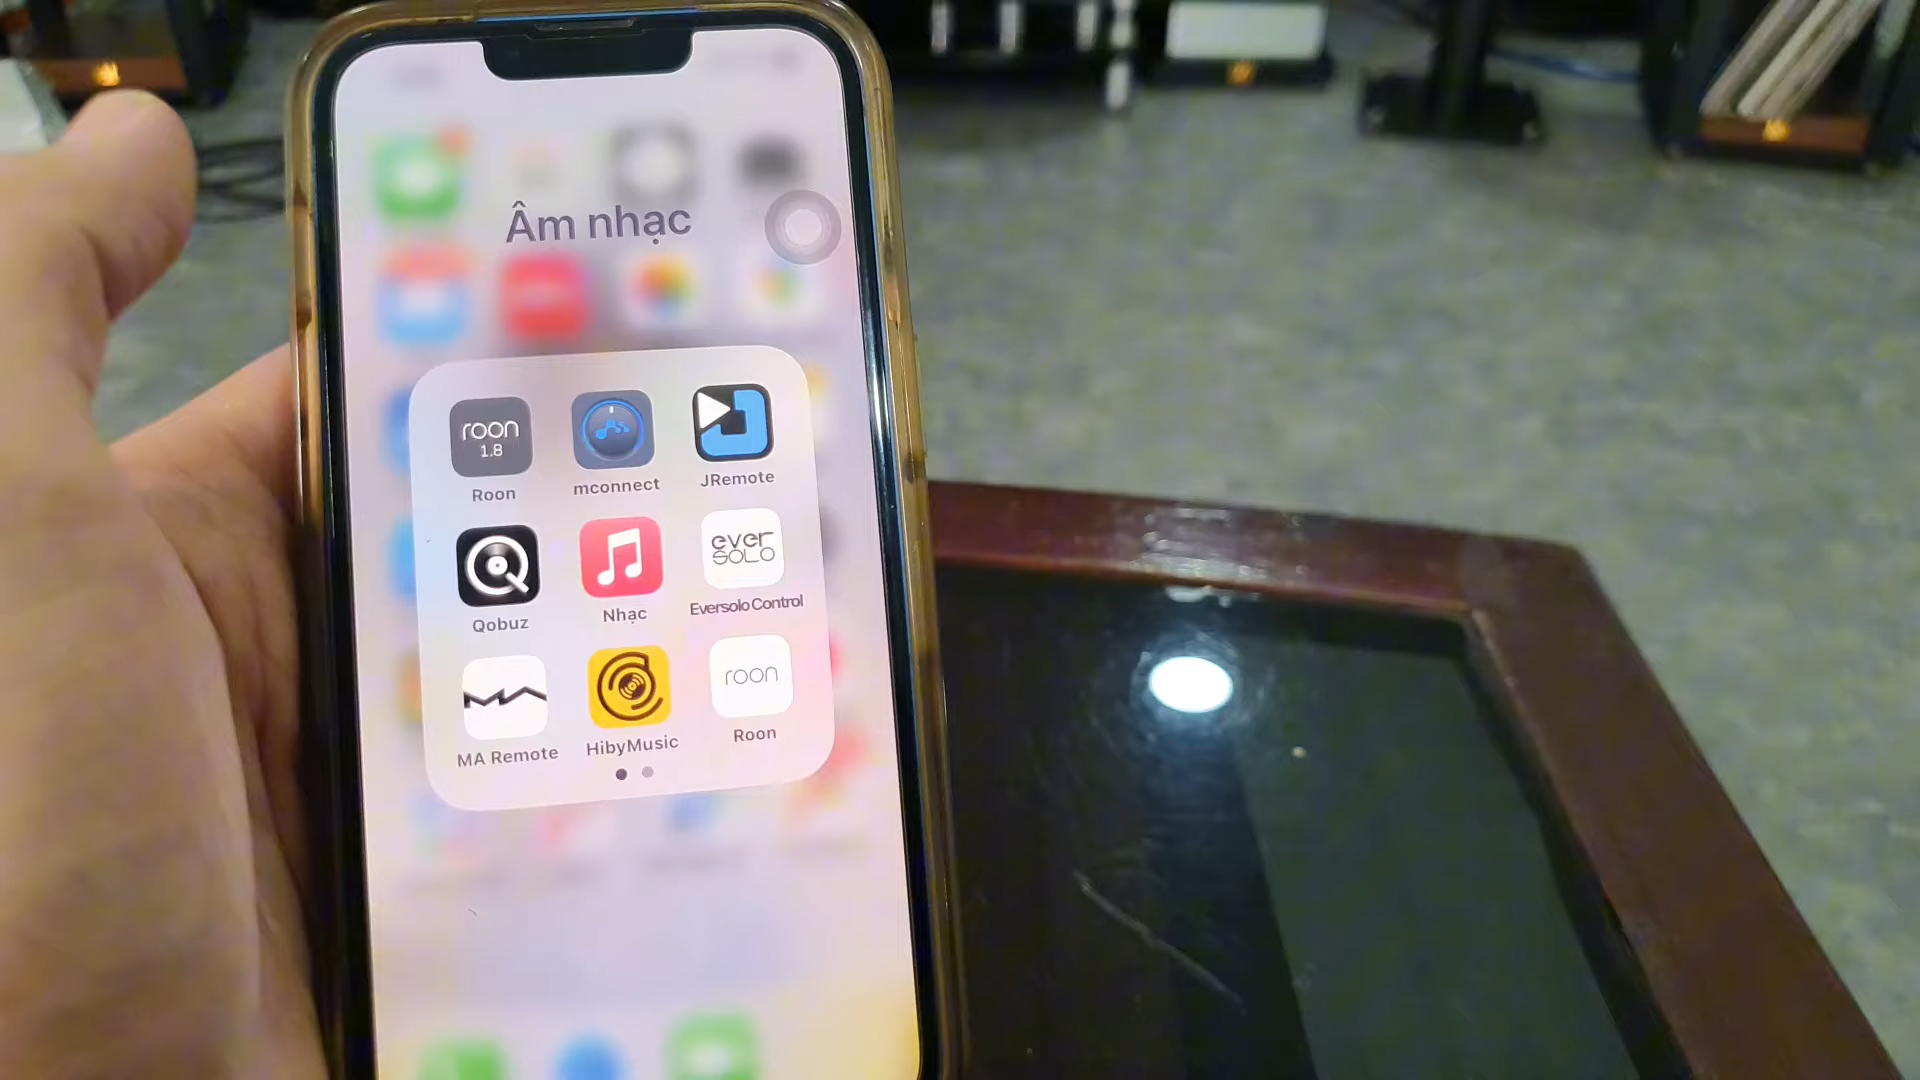 Âm nhạc
roon
1.8
Roon
mconnect
JRemote
Qobuz
Nhạc
ever
SOLO
Eversolo Control
MA Remote
HibyMusic
roon
Roon